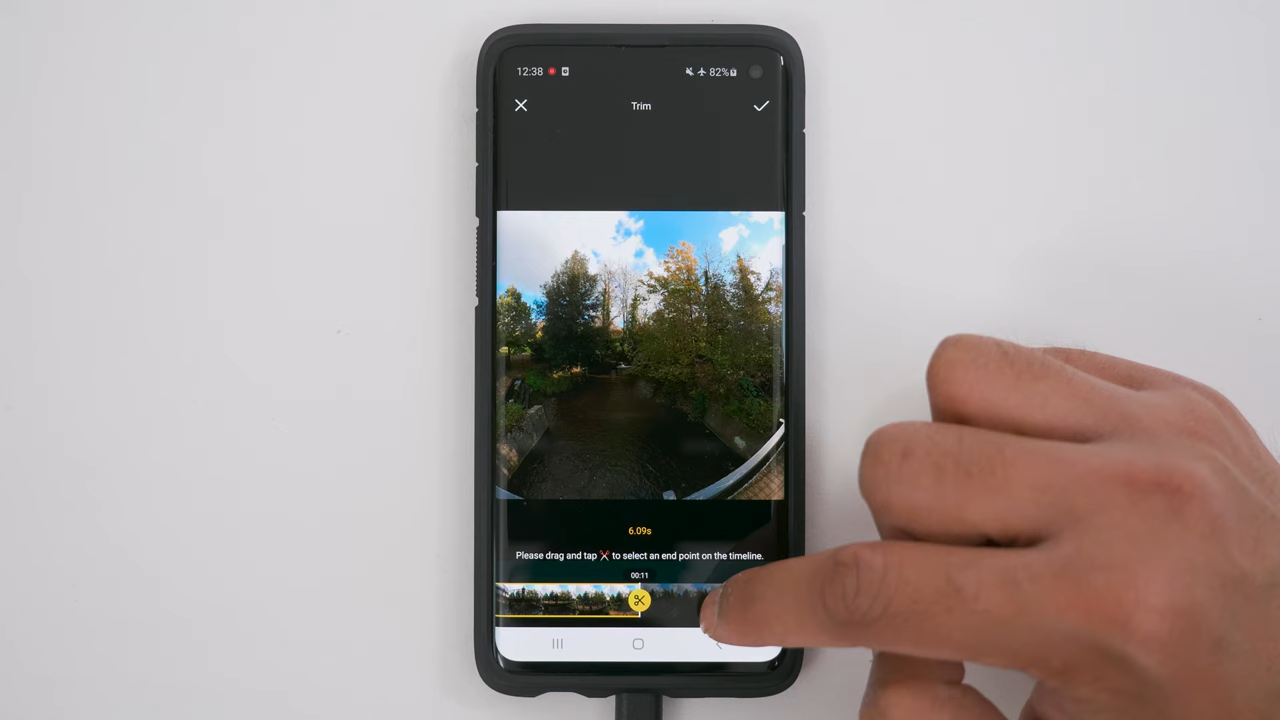 12:38 82%
Trim
6.09s
Please drag and tap to select an end point on the timeline.
00:11